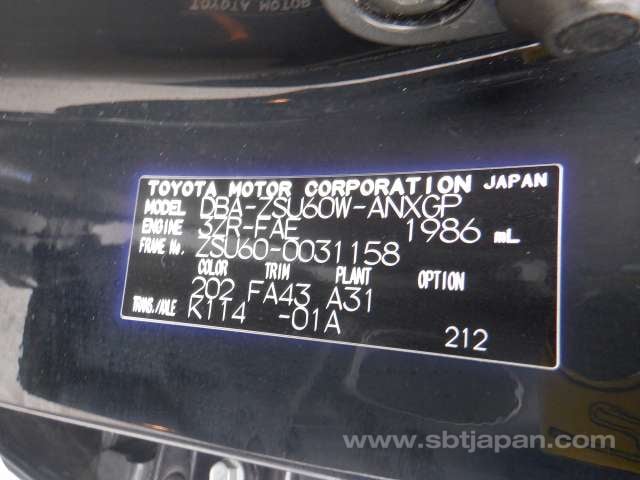 TOYOTA MOTOR CORPORATION JAPAN
MODEL DBA-ZSU60W-ANXGP
ENGINE 3ZR-FAE 1986 mL
FRAME No. ZSU60-0031158
COLOR TRIM PLANT OPTION
202 FA43 A31
TRANS./AXLE K114 -01A
212
www.sbtjapan.com